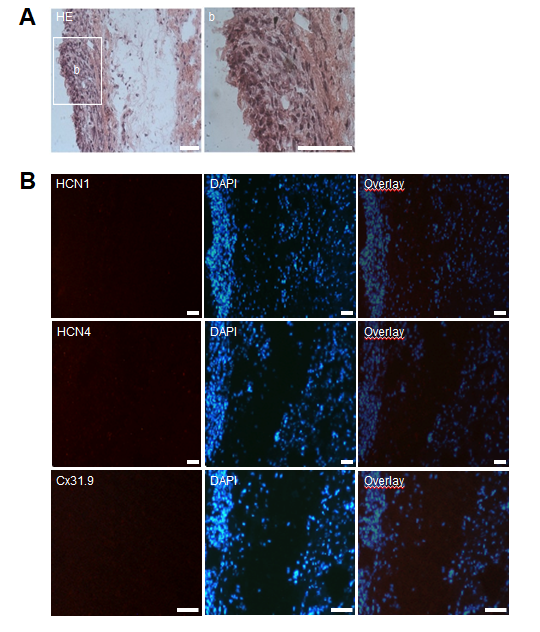 A
HE
b
b
B
HCN1 DAPI Overlay
HCN4 DAPI Overlay
Cx31.9 DAPI Overlay